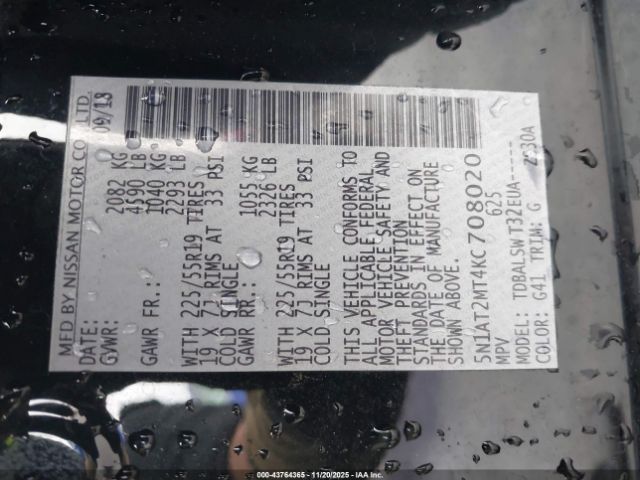 MFD BY NISSAN MOTOR CO., LTD.
DATE: 09/18
GVWR: 2082 KG
4590 LB
GAWR FR.: 1040 KG
2293 LB
WITH 225/55R19 TIRES
19 X 7J RIMS AT 33 PSI
COLD SINGLE
GAWR RR.: 1055 KG
2326 LB
WITH 225/55R19 TIRES
19 X 7J RIMS AT 33 PSI
COLD SINGLE
THIS VEHICLE CONFORMS TO
ALL APPLICABLE FEDERAL
MOTOR VEHICLE SAFETY AND
THEFT PREVENTION
STANDARDS IN EFFECT ON
THE DATE OF MANUFACTURE
SHOWN ABOVE.
5N1AT2MT4KC708020
MPV 625
MODEL: TDBALSWT32EUA-----
COLOR: G41 TRIM: G Z330A
000-43764365 - 11/20/2025 - Copart, Inc.